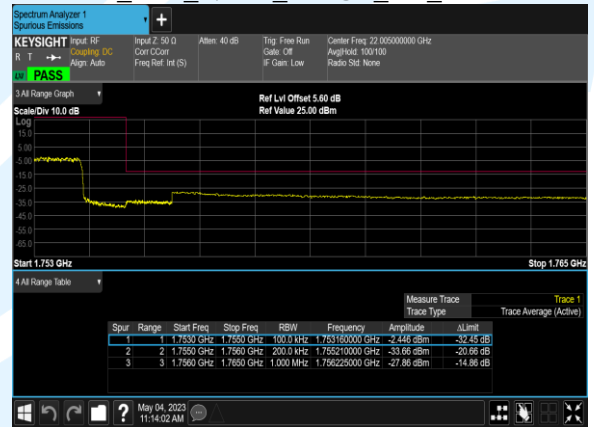 Spectrum Analyzer 1
Spurious Emissions
KEYSIGHT Input: RF Input Z: 50 Ω Atten: 40 dB Trig: Free Run Center Freq: 22.005000000 GHz
R T Coupling: DC Corr CCorr Gate: Off Avg|Hold: 100/100
Align: Auto Freq Ref: Int (S) IF Gain: Low Radio Std: None
PASS
3 All Range Graph
Ref Lvl Offset 5.60 dB
Scale/Div 10.0 dB Ref Value 25.00 dBm
Log
15.0
5.00
-5.00
-15.0
-25.0
-35.0
-45.0
-55.0
-65.0
Start 1.753 GHz Stop 1.765 GHz
4 All Range Table
Measure Trace Trace 1
Trace Type Trace Average (Active)
Spur Range Start Freq Stop Freq RBW Frequency Amplitude ΔLimit
1 1 1.7530 GHz 1.7550 GHz 100.0 kHz 1.753160000 GHz -2.446 dBm -32.45 dB
2 2 1.7550 GHz 1.7560 GHz 200.0 kHz 1.755210000 GHz -33.66 dBm -20.66 dB
3 3 1.7560 GHz 1.7650 GHz 1.000 MHz 1.756225000 GHz -27.86 dBm -14.86 dB
May 04, 2023
11:14:02 AM